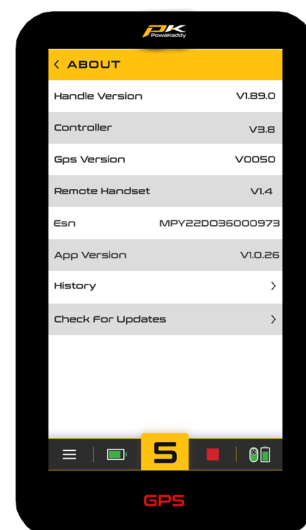 PK
PowaKaddy
< ABOUT
Handle Version V1.89.0
Controller V3.8
Gps Version V0050
Remote Handset V1.4
Esn MPY22D036000973
App Version V1.0.26
History >
Check For Updates >
5
GPS